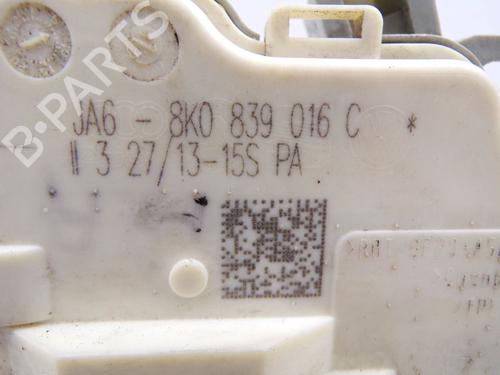 JA6 - 8K0 839 016 C *
II 3 27/13-15S PA
B-PARTS